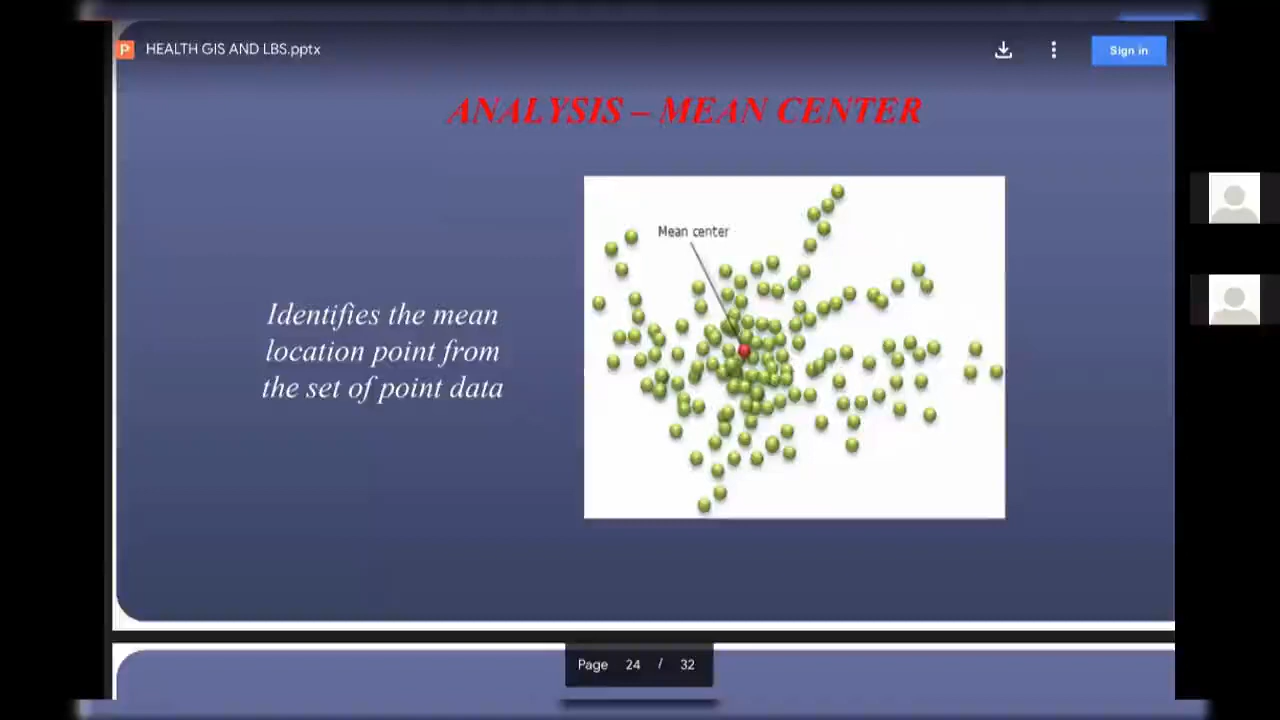 P HEALTH GIS AND LBS.pptx
Sign in
ANALYSIS – MEAN CENTER
Mean center
Identifies the mean
location point from
the set of point data
Page 24 / 32